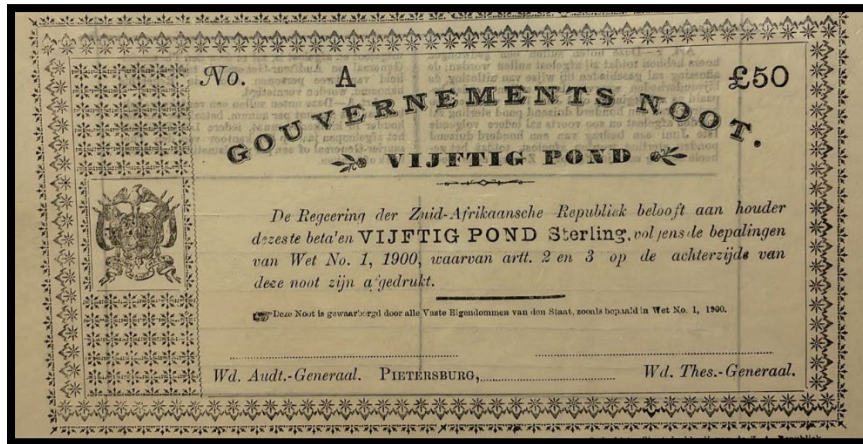 No. A £50
GOUVERNEMENTS NOOT.
VIJFTIG POND
De Regeering der Zuid-Afrikaansche Republiek belooft aan houder
dezeste beta'en VIJFTIG POND Sterling, vol,ens de bepalingen
van Wet No. 1, 1900, waarvan artt. 2 en 3 op de achterzijde van
deze noot zijn afgedrukt.
Deze Noot is gewaarborgd door alle Vaste Eigendommen van den Staat, zooals bepaald in Wet No. 1, 1900.
Wd. Audt.-Generaal. PIETERSBURG, Wd. Thes.-Generaal.